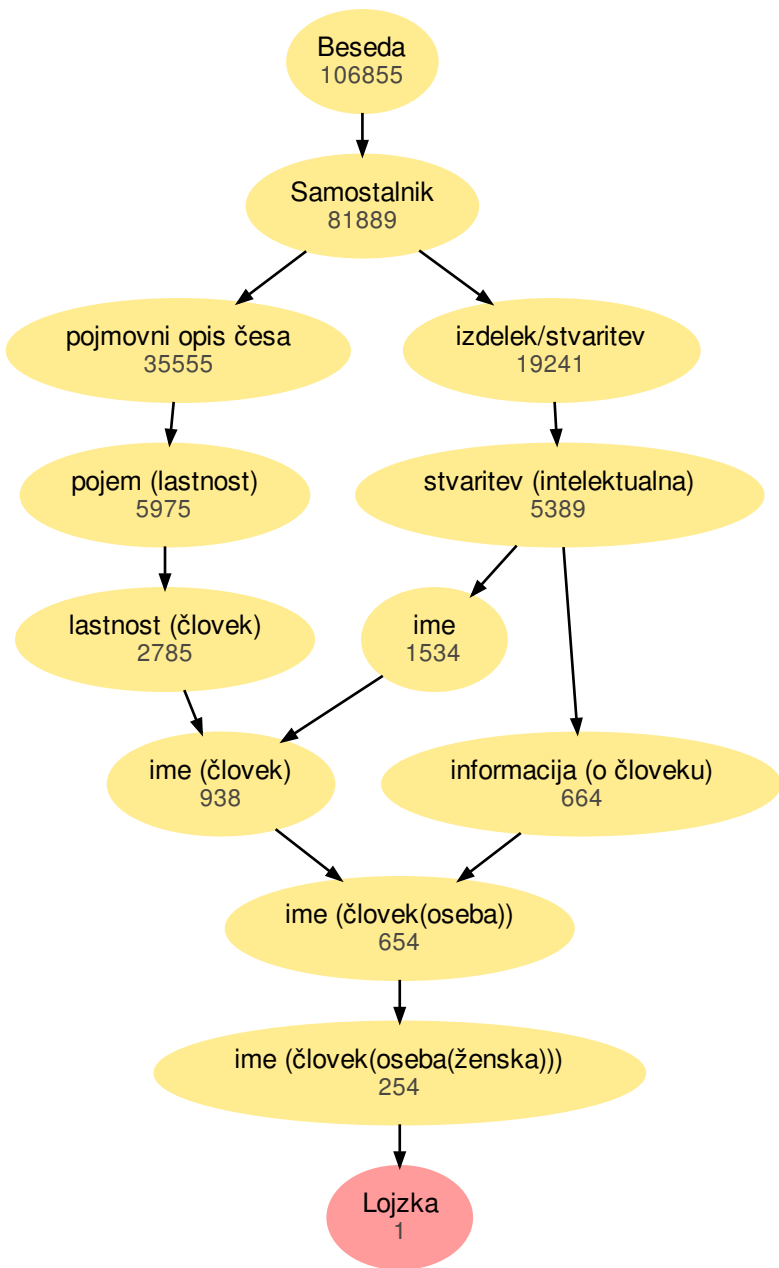 Beseda
106855
Samostalnik
81889
pojmovni opis česa
35555
izdelek/stvaritev
19241
pojem (lastnost)
5975
stvaritev (intelektualna)
5389
lastnost (človek)
2785
ime
1534
ime (človek)
938
informacija (o človeku)
664
ime (človek(oseba))
654
ime (človek(oseba(ženska)))
254
Lojzka
1